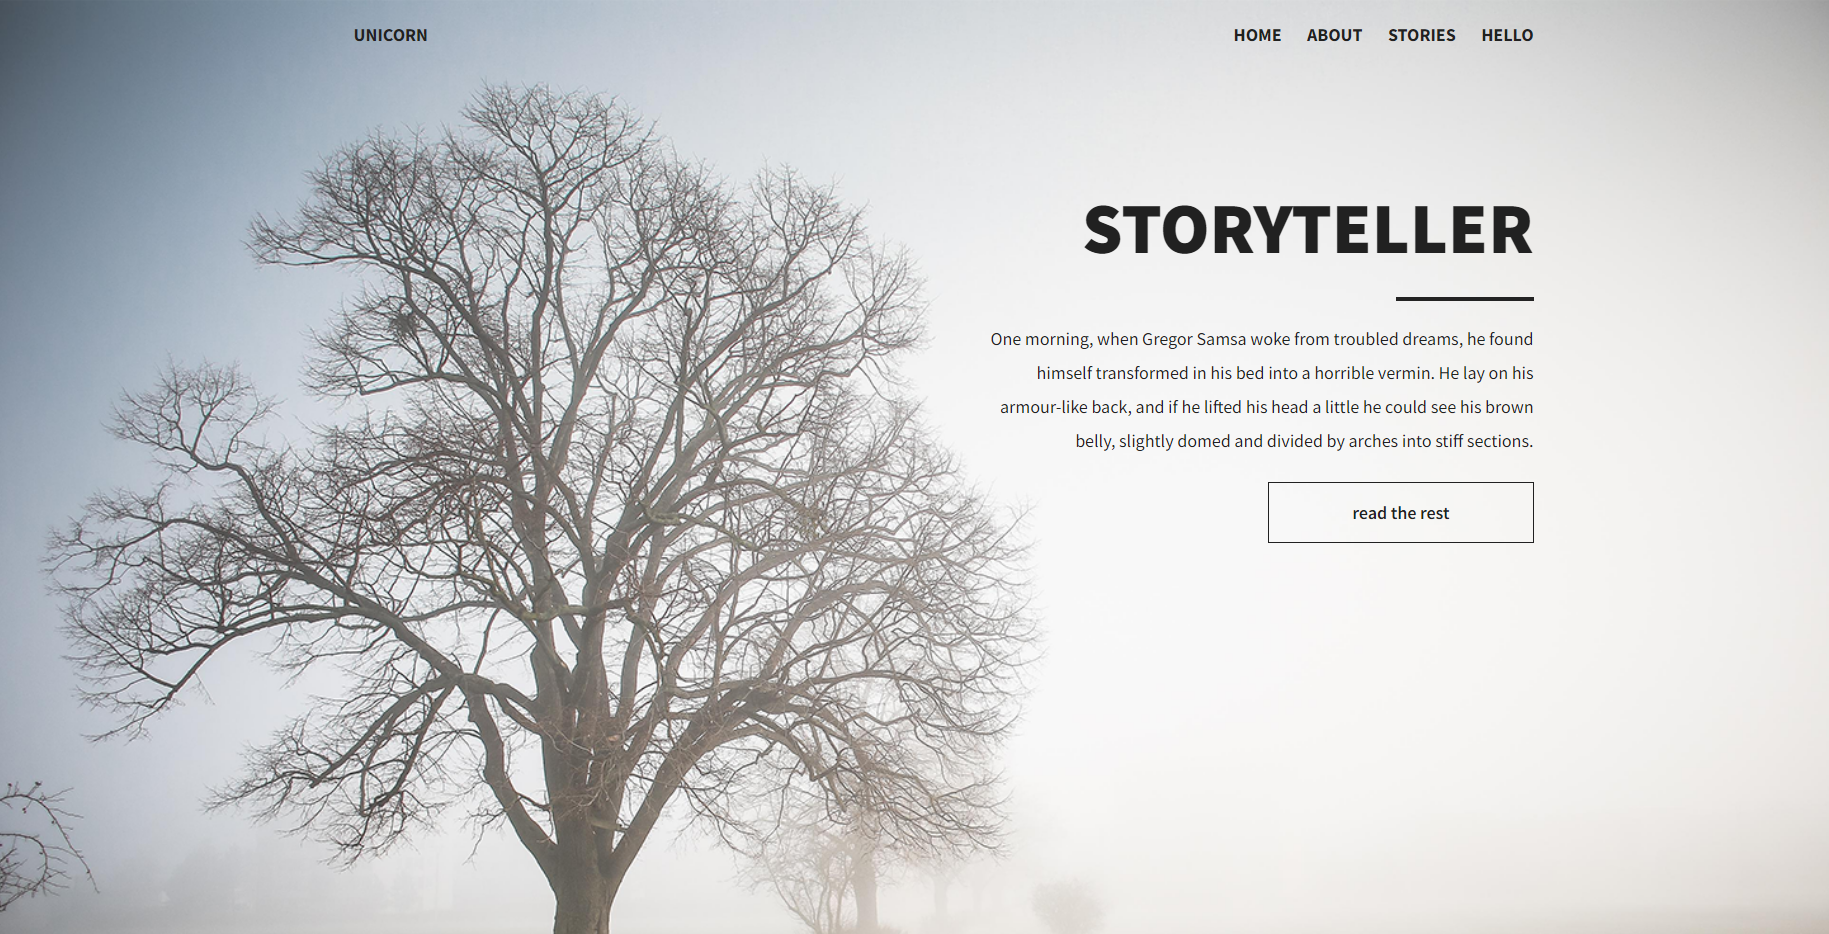 UNICORN
HOME ABOUT STORIES HELLO
STORYTELLER
One morning, when Gregor Samsa woke from troubled dreams, he found
himself transformed in his bed into a horrible vermin. He lay on his
armour-like back, and if he lifted his head a little he could see his brown
belly, slightly domed and divided by arches into stiff sections.
read the rest